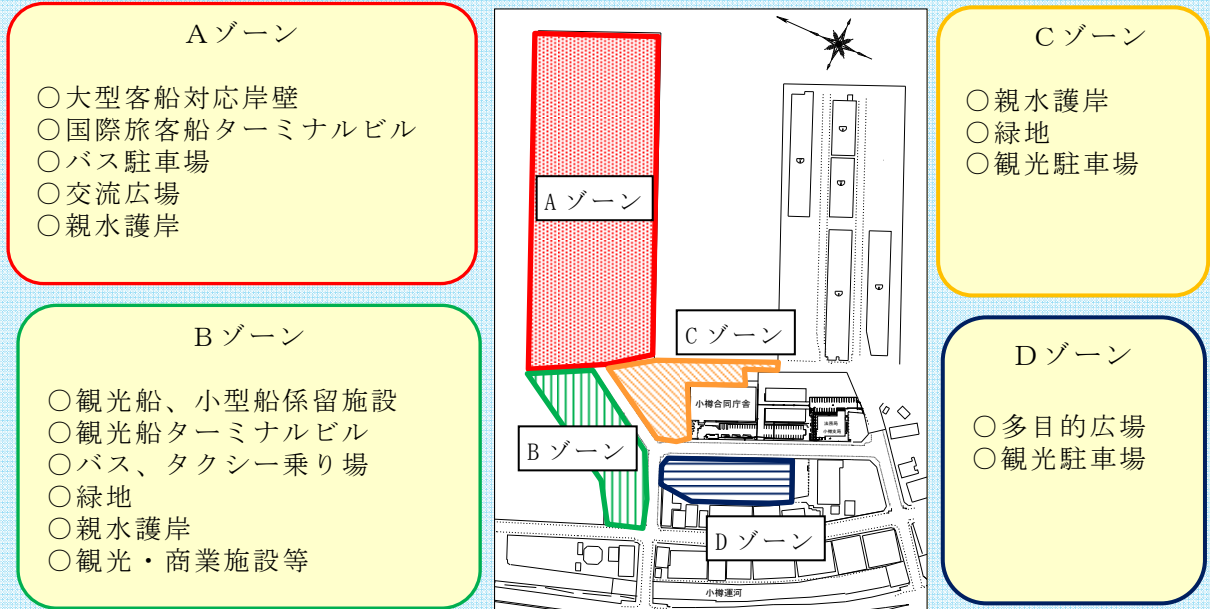 Aゾーン
○大型客船対応岸壁
○国際旅客船ターミナルビル
○バス駐車場
○交流広場
○親水護岸
Bゾーン
○観光船、小型船係留施設
○観光船ターミナルビル
○バス、タクシー乗り場
○緑地
○親水護岸
○観光・商業施設等
Aゾーン
Cゾーン
小樽合同庁舎
法務局
小樽支局
Bゾーン
Dゾーン
小樽運河
Cゾーン
○親水護岸
○緑地
○観光駐車場
Dゾーン
○多目的広場
○観光駐車場